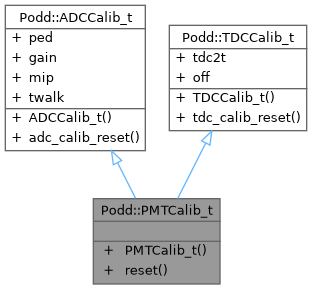 Podd::ADCCalib_t
+ ped
+ gain
+ mip
+ twalk
+ ADCCalib_t()
+ adc_calib_reset()
Podd::TDCCalib_t
+ tdc2t
+ off
+ TDCCalib_t()
+ tdc_calib_reset()
Podd::PMTCalib_t
+ PMTCalib_t()
+ reset()